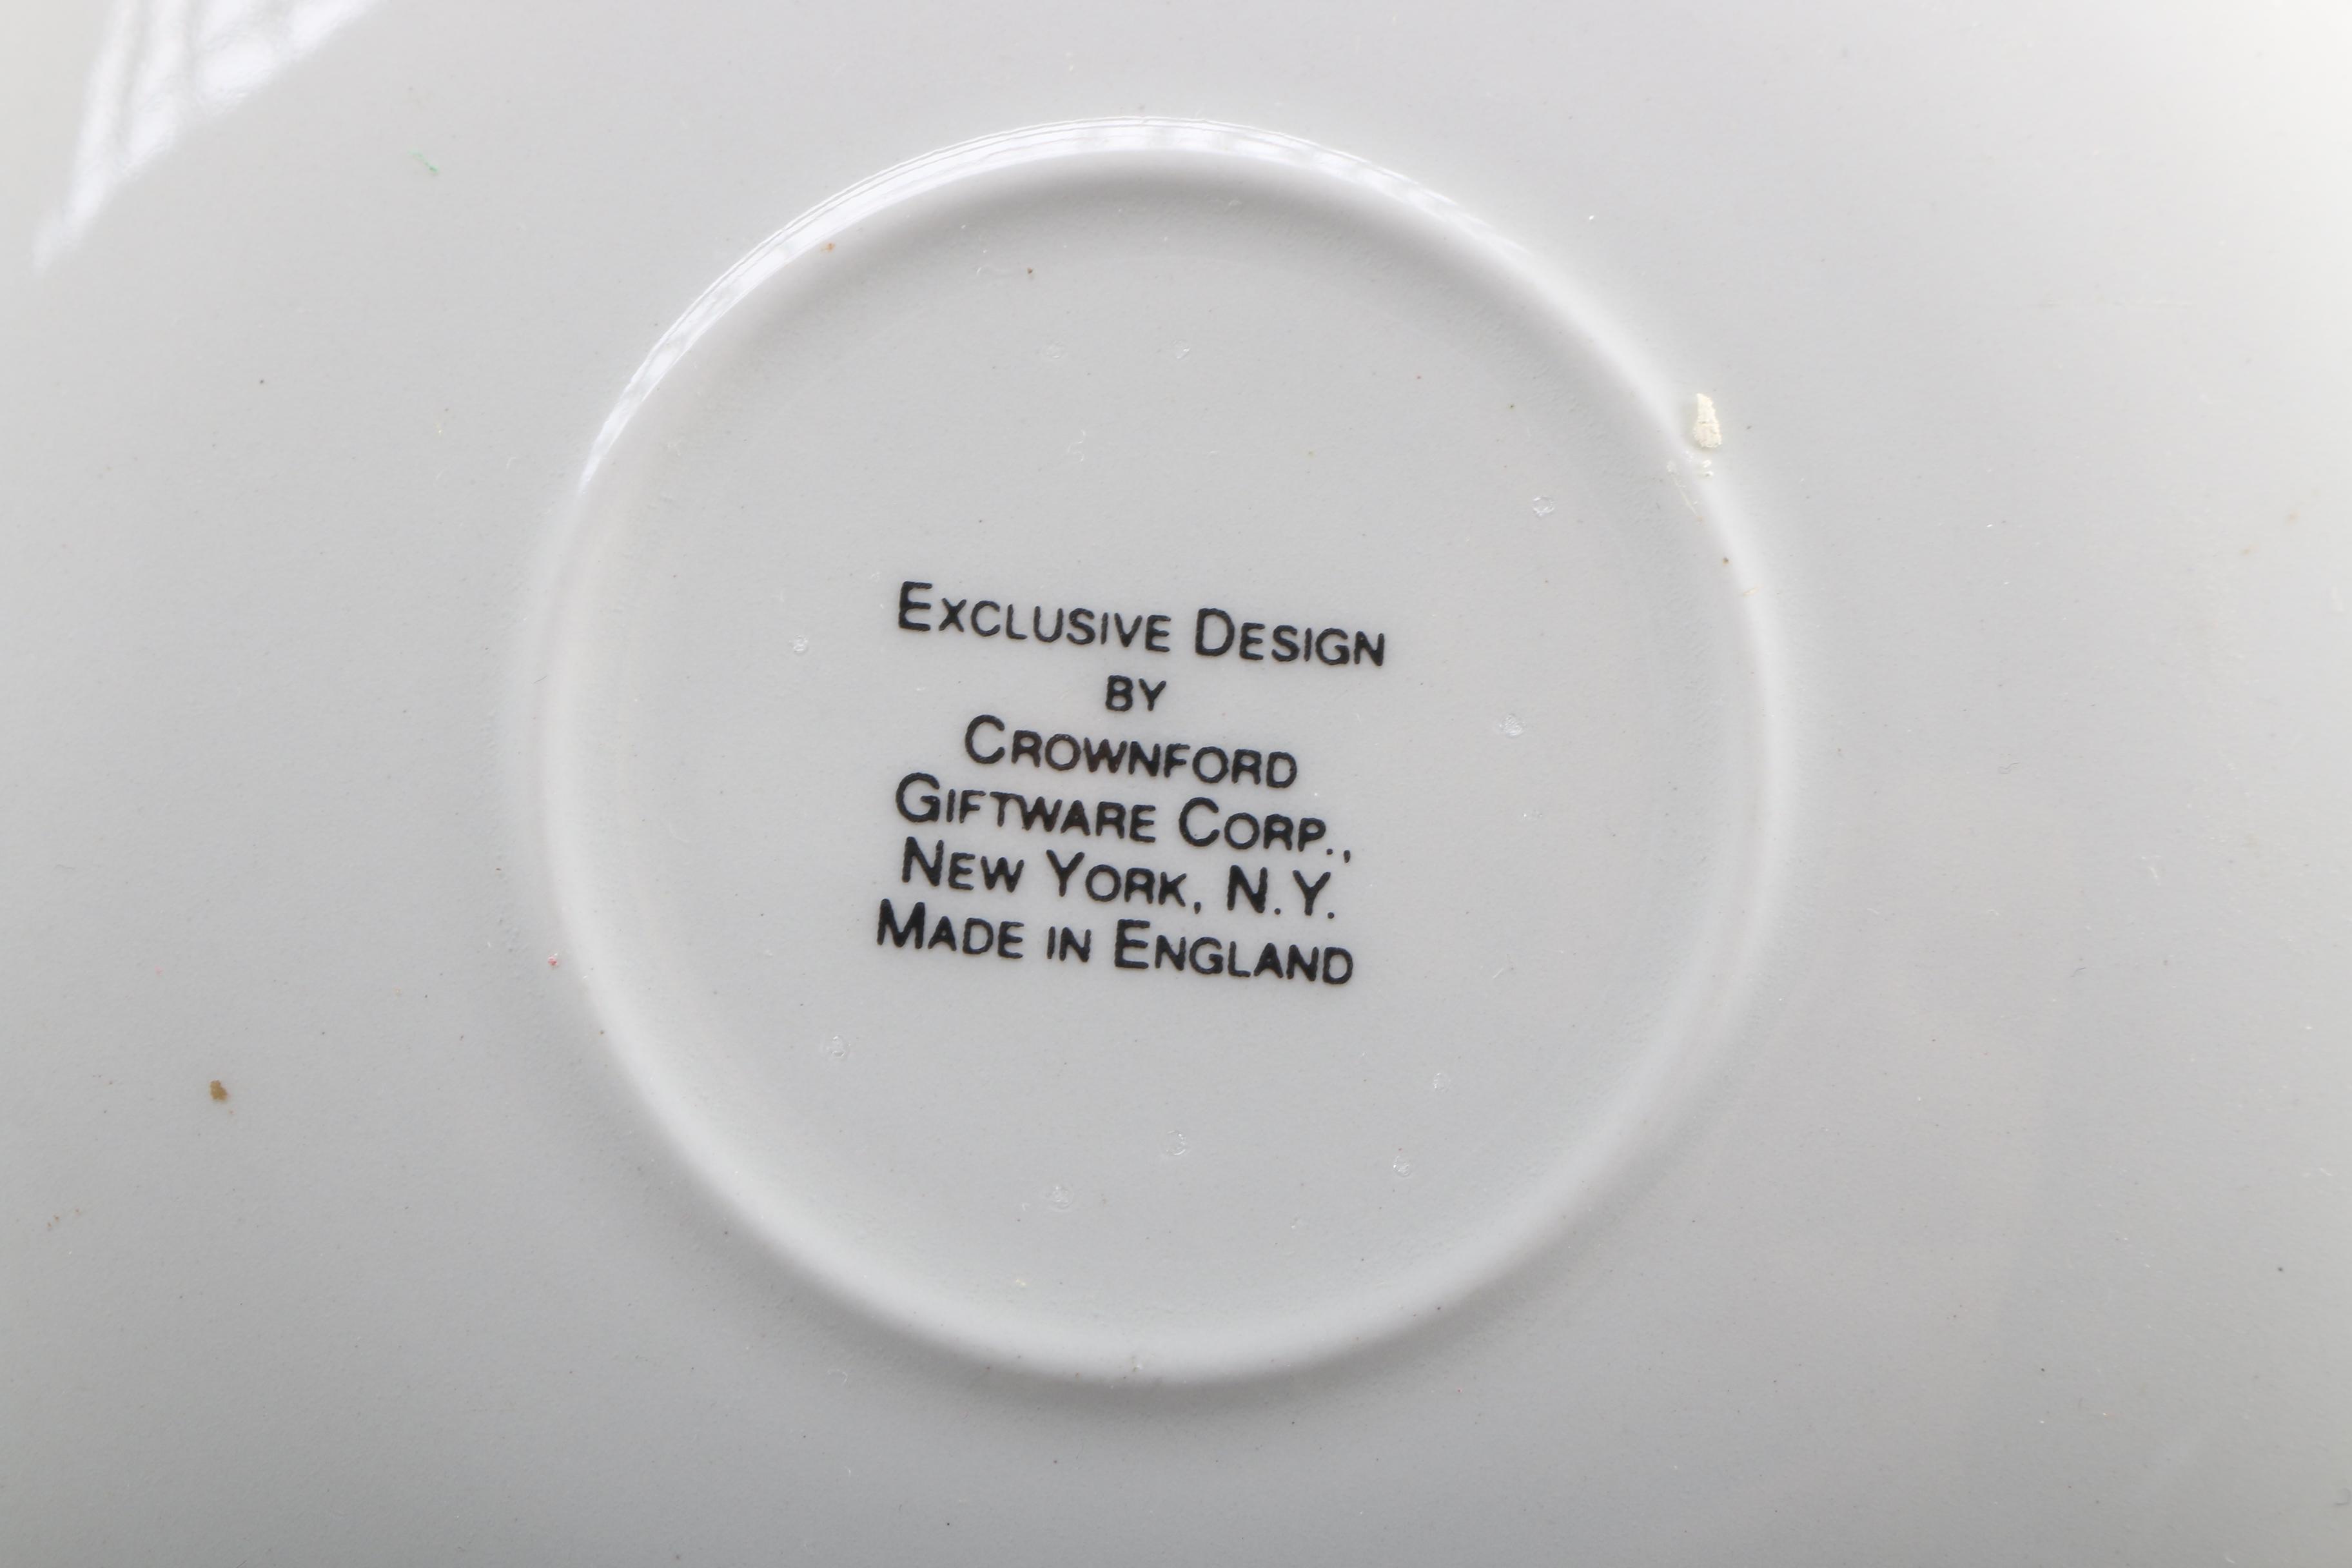 EXCLUSIVE DESIGN
BY
CROWNFORD
GIFTWARE CORP.,
NEW YORK, N.Y.
MADE IN ENGLAND